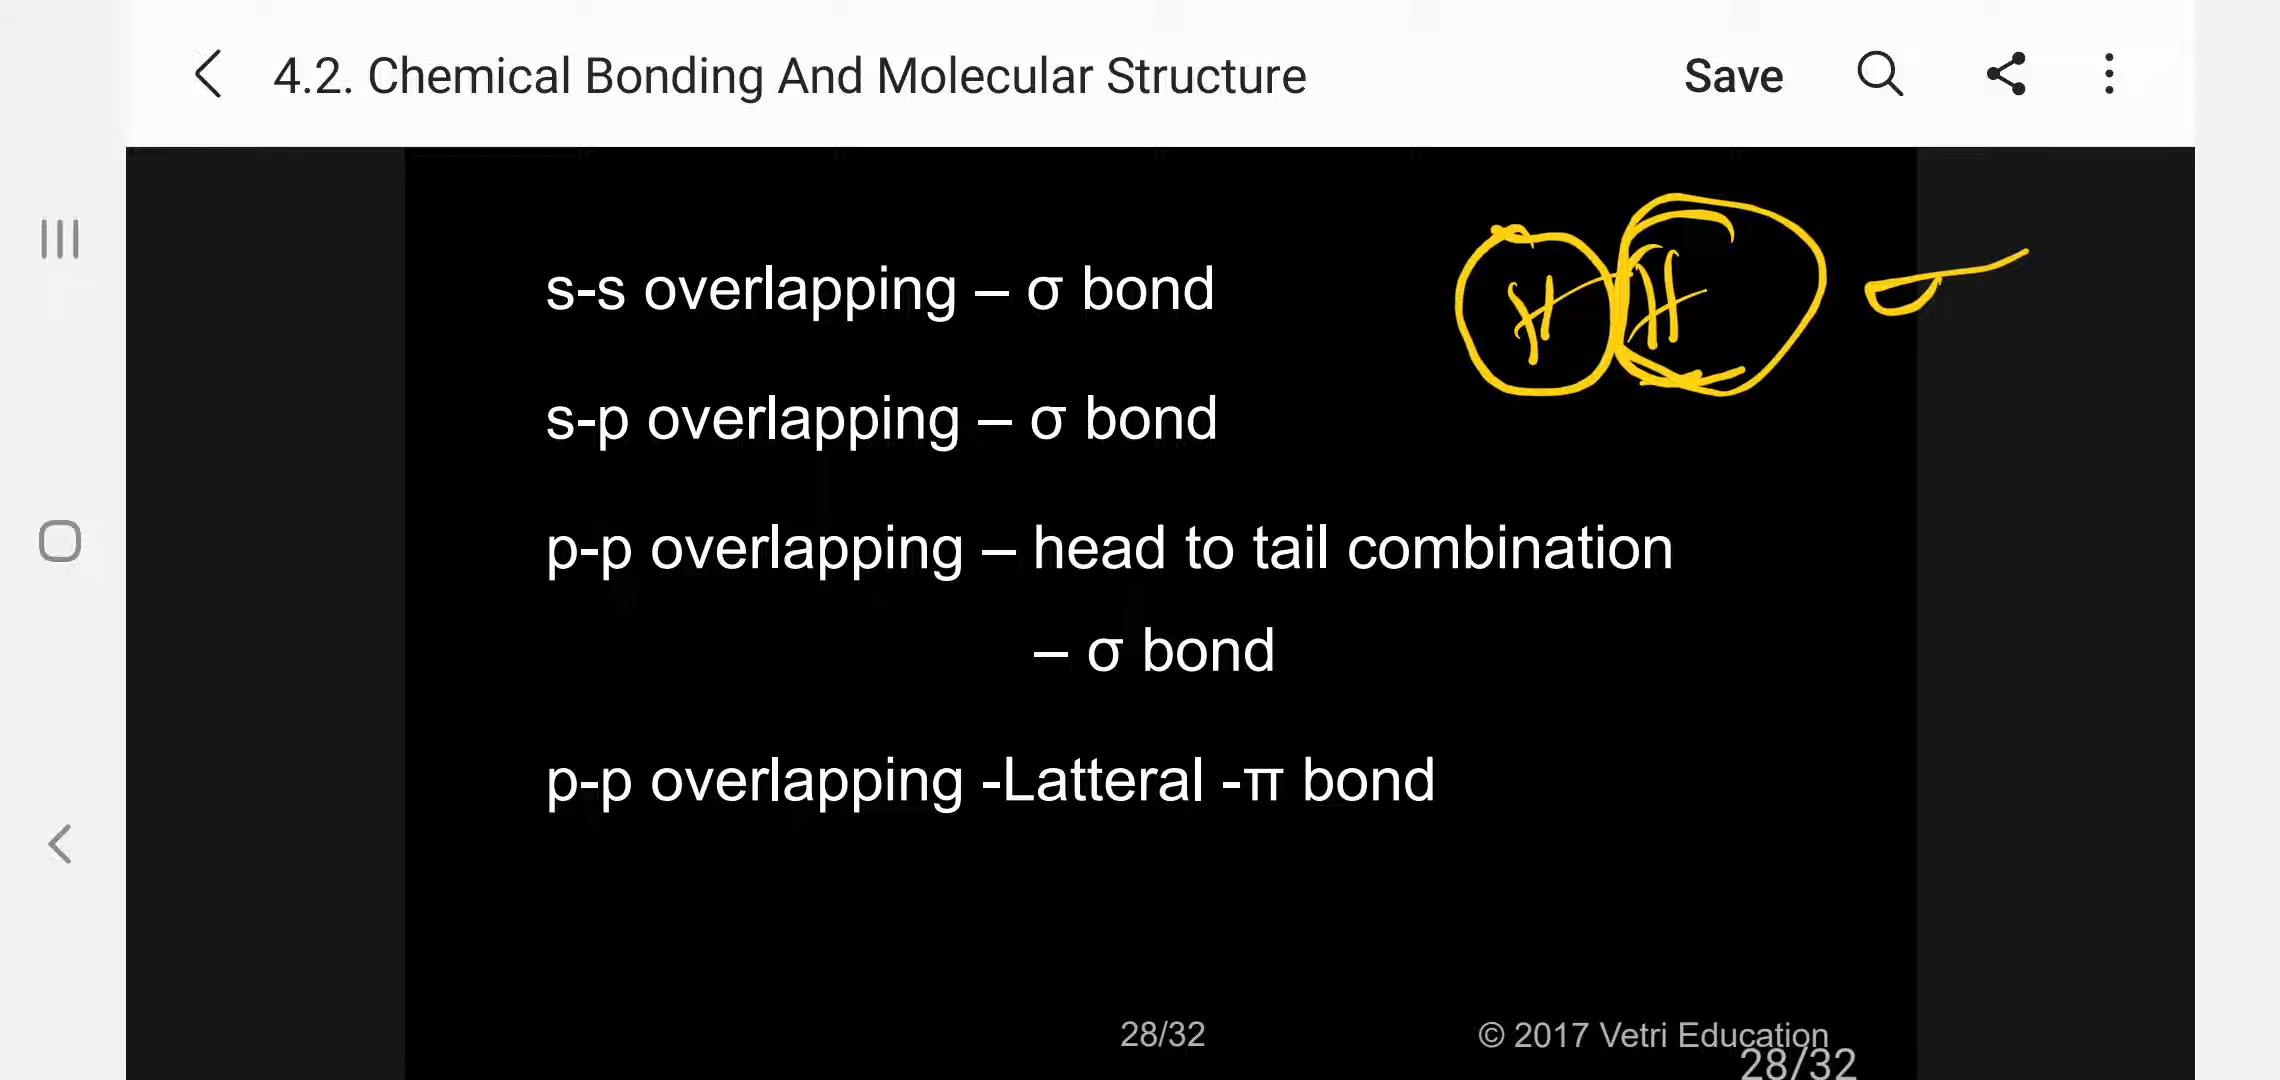 4.2. Chemical Bonding And Molecular Structure Save
s-s overlapping – σ bond
H H σ
s-p overlapping – σ bond
p-p overlapping – head to tail combination
– σ bond
p-p overlapping -Latteral -π bond
28/32
© 2017 Vetri Education
28/32